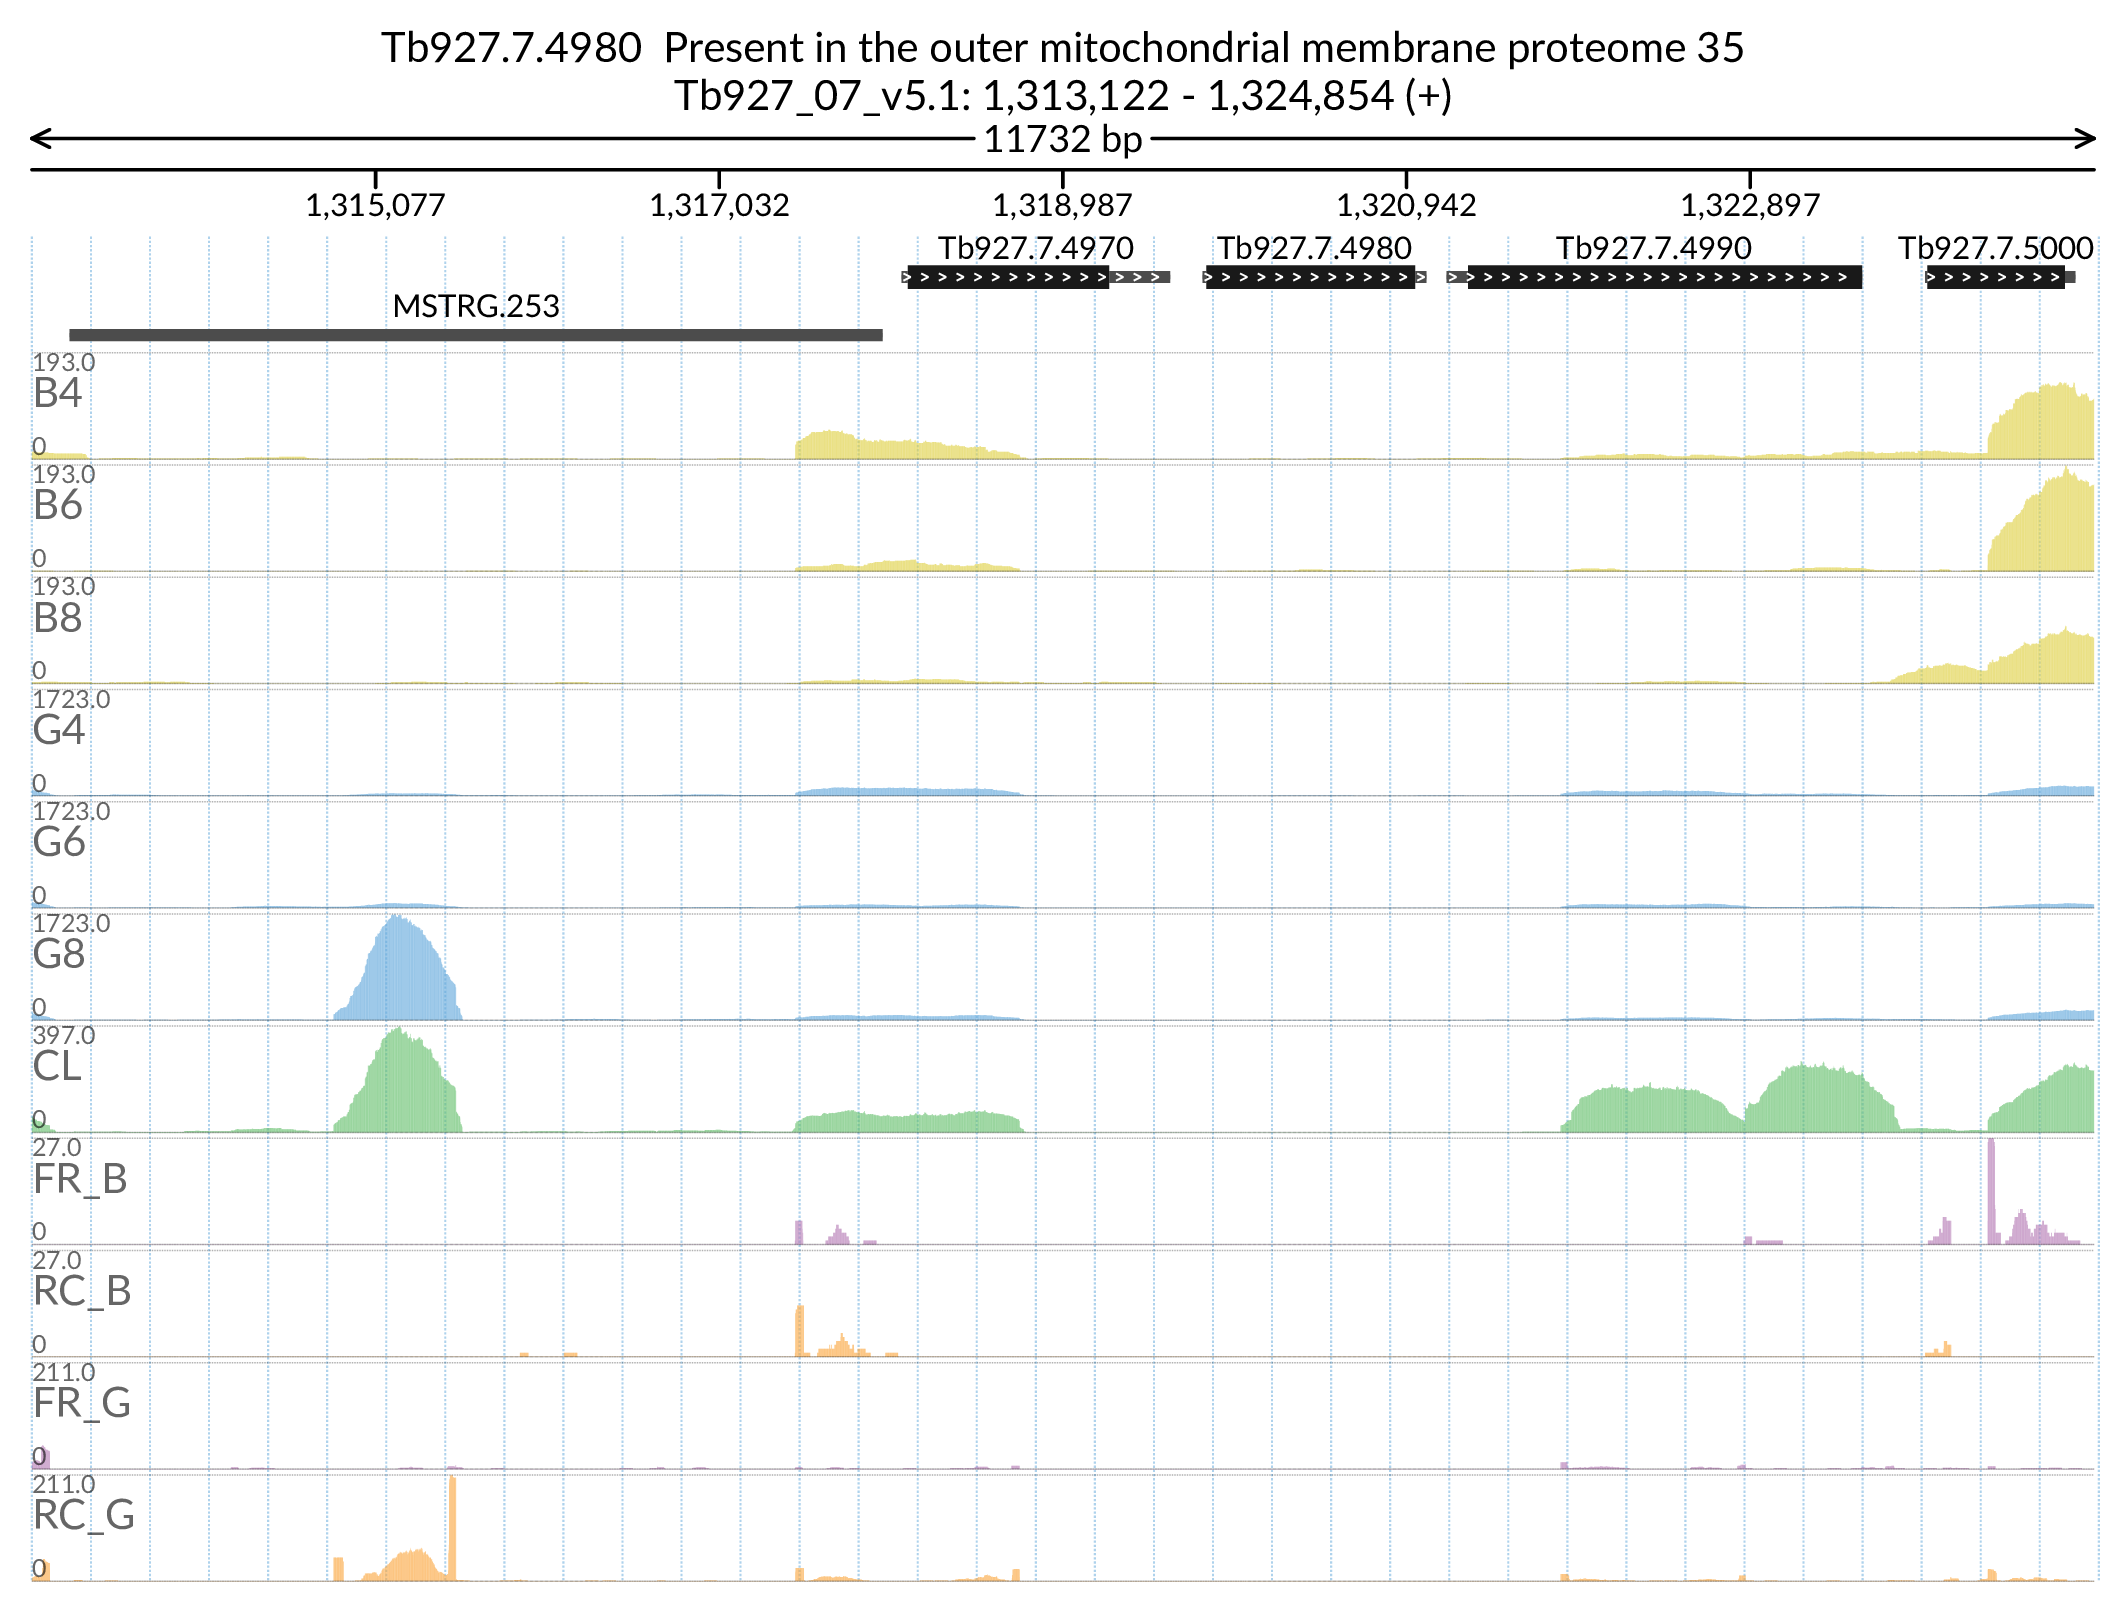 Tb927.7.4980 Present in the outer mitochondrial membrane proteome 35
Tb927_07_v5.1: 1,313,122 - 1,324,854 (+)
11732 bp
1,315,077 1,317,032 1,318,987 1,320,942 1,322,897
Tb927.7.4970 Tb927.7.4980 Tb927.7.4990 Tb927.7.5000
MSTRG.253
193.0
B4
0
193.0
B6
0
193.0
B8
0
1723.0
G4
0
1723.0
G6
0
1723.0
G8
0
397.0
CL
0
27.0
FR_B
0
27.0
RC_B
0
211.0
FR_G
0
211.0
RC_G
0